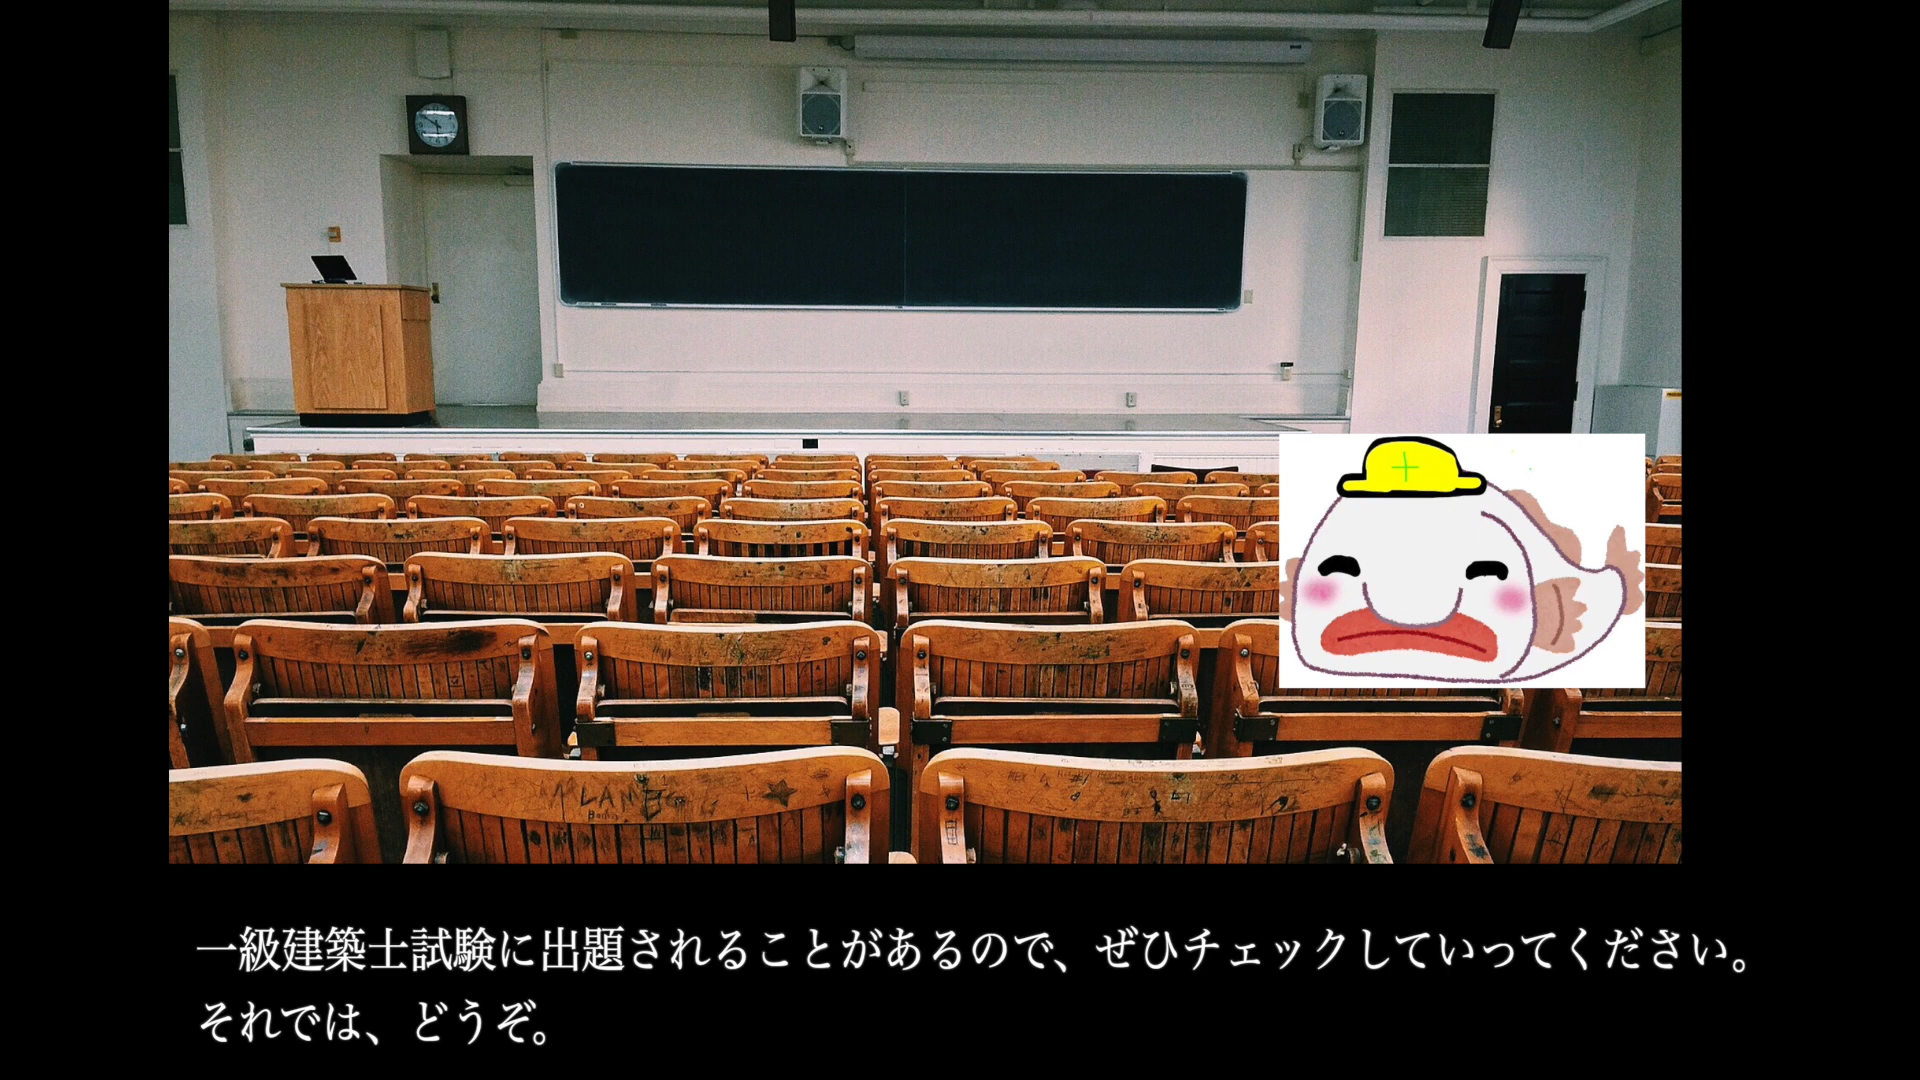 一級建築士試験に出題されることがあるので、ぜひチェックしていってください。
それでは、どうぞ。